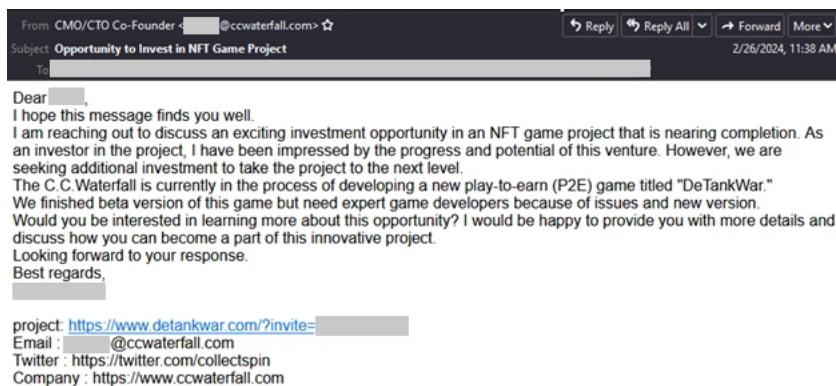 From CMO/CTO Co-Founder < @ccwaterfall.com>
Reply Reply All Forward More
Subject Opportunity to Invest in NFT Game Project
2/26/2024, 11:38 AM
To
Dear ,
I hope this message finds you well.
I am reaching out to discuss an exciting investment opportunity in an NFT game project that is nearing completion. As
an investor in the project, I have been impressed by the progress and potential of this venture. However, we are
seeking additional investment to take the project to the next level.
The C.C.Waterfall is currently in the process of developing a new play-to-earn (P2E) game titled "DeTankWar."
We finished beta version of this game but need expert game developers because of issues and new version.
Would you be interested in learning more about this opportunity? I would be happy to provide you with more details and
discuss how you can become a part of this innovative project.
Looking forward to your response.
Best regards,
project: https://www.detankwar.com/?invite=
Email : @ccwaterfall.com
Twitter : https://twitter.com/collectspin
Company : https://www.ccwaterfall.com